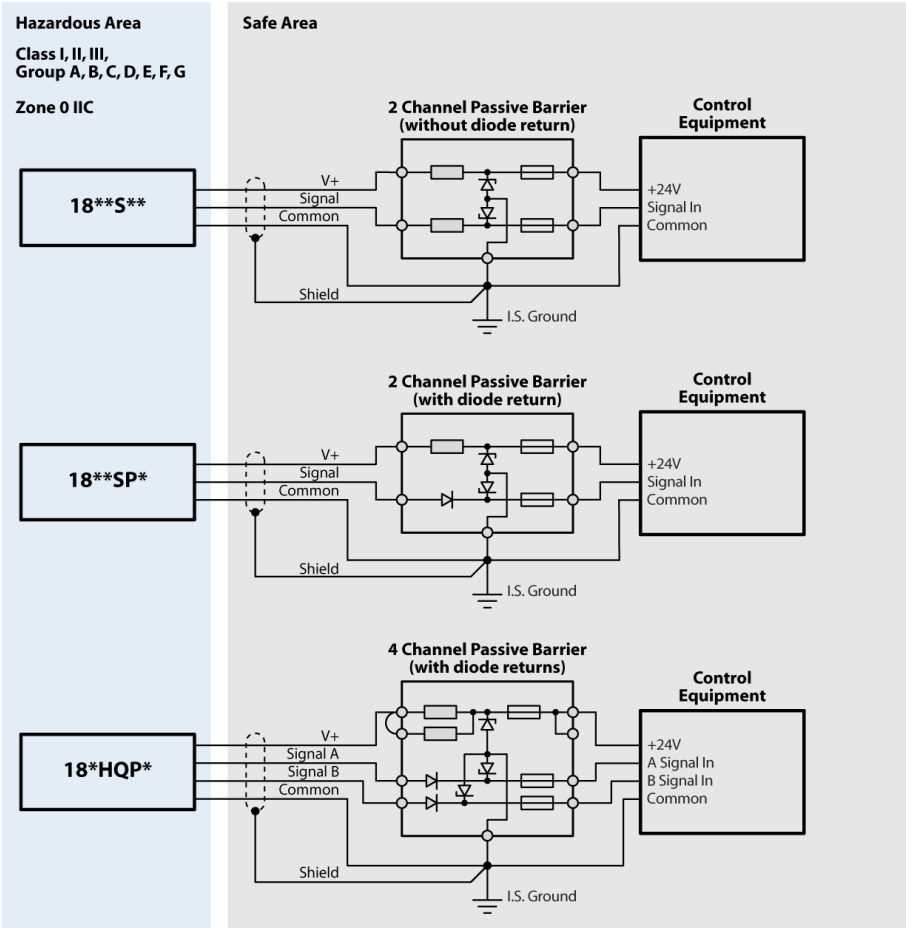 Hazardous Area
Class I, II, III,
Group A, B, C, D, E, F, G
Zone 0 IIC
Safe Area
2 Channel Passive Barrier
(without diode return)
Control
Equipment
18**S**
V+
Signal
Common
Shield
I.S. Ground
+24V
Signal In
Common
2 Channel Passive Barrier
(with diode return)
Control
Equipment
18**SP*
V+
Signal
Common
Shield
I.S. Ground
+24V
Signal In
Common
4 Channel Passive Barrier
(with diode returns)
Control
Equipment
18*HQP*
V+
Signal A
Signal B
Common
Shield
I.S. Ground
+24V
A Signal In
B Signal In
Common